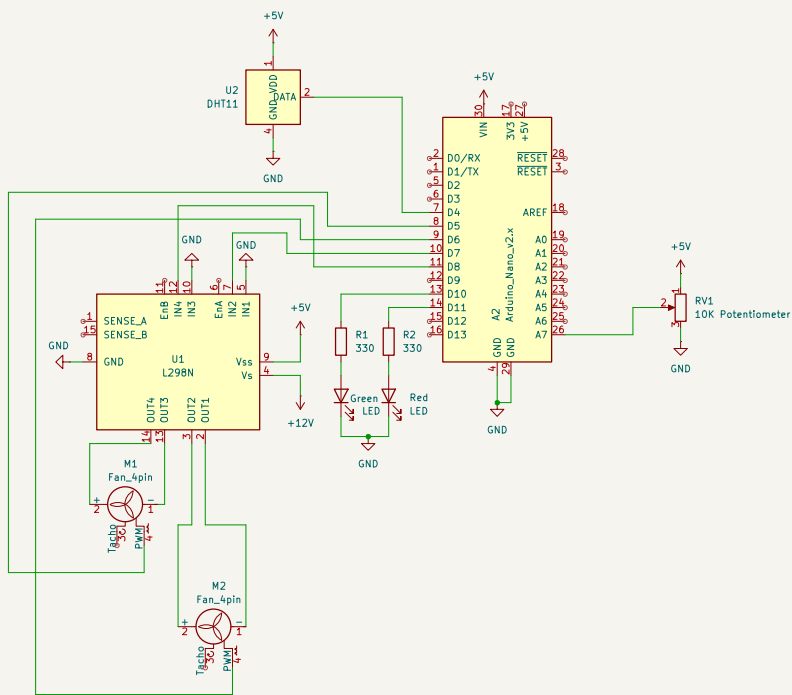 +5V
1
U2
DHT11
VDD
DATA
2
GND
4
GND
+5V
30
17
27
VIN
3V3
+5V
2
D0/RX
RESET
28
1
D1/TX
RESET
3
5
D2
6
D3
7
D4
AREF
18
8
D5
9
D6
A0
19
10
D7
A1
20
11
D8
A2
21
12
D9
A3
22
13
D10
A4
23
14
D11
A5
24
15
D12
A6
25
16
D13
A7
26
A2
Arduino_Nano_v2.x
GND
GND
4
29
GND
+5V
1
2
3
RV1
10K Potentiometer
GND
GND
GND
11
12
10
6
7
5
EnB
IN4
IN3
EnA
IN2
IN1
1
SENSE_A
15
SENSE_B
GND
8
GND
U1
L298N
Vss
9
Vs
4
+5V
+12V
OUT4
OUT3
OUT2
OUT1
14
13
3
2
R1
330
R2
330
Green
LED
Red
LED
GND
M1
Fan_4pin
+
2
-
1
Tacho
3
PWM
4
M2
Fan_4pin
+
2
-
1
Tacho
3
PWM
4